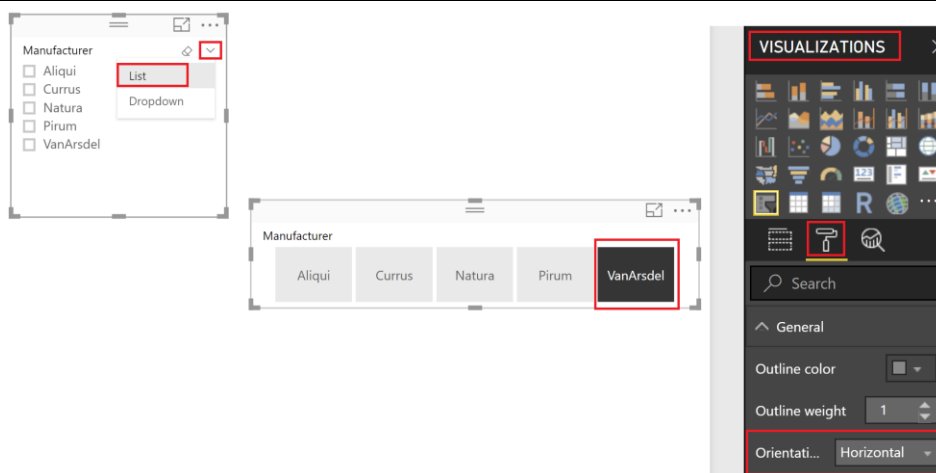 Manufacturer
List
Dropdown
Aliqui
Currus
Natura
Pirum
VanArsdel
Manufacturer
Aliqui Currus Natura Pirum VanArsdel
VISUALIZATIONS
123
R
Search
General
Outline color
Outline weight 1
Orientati... Horizontal